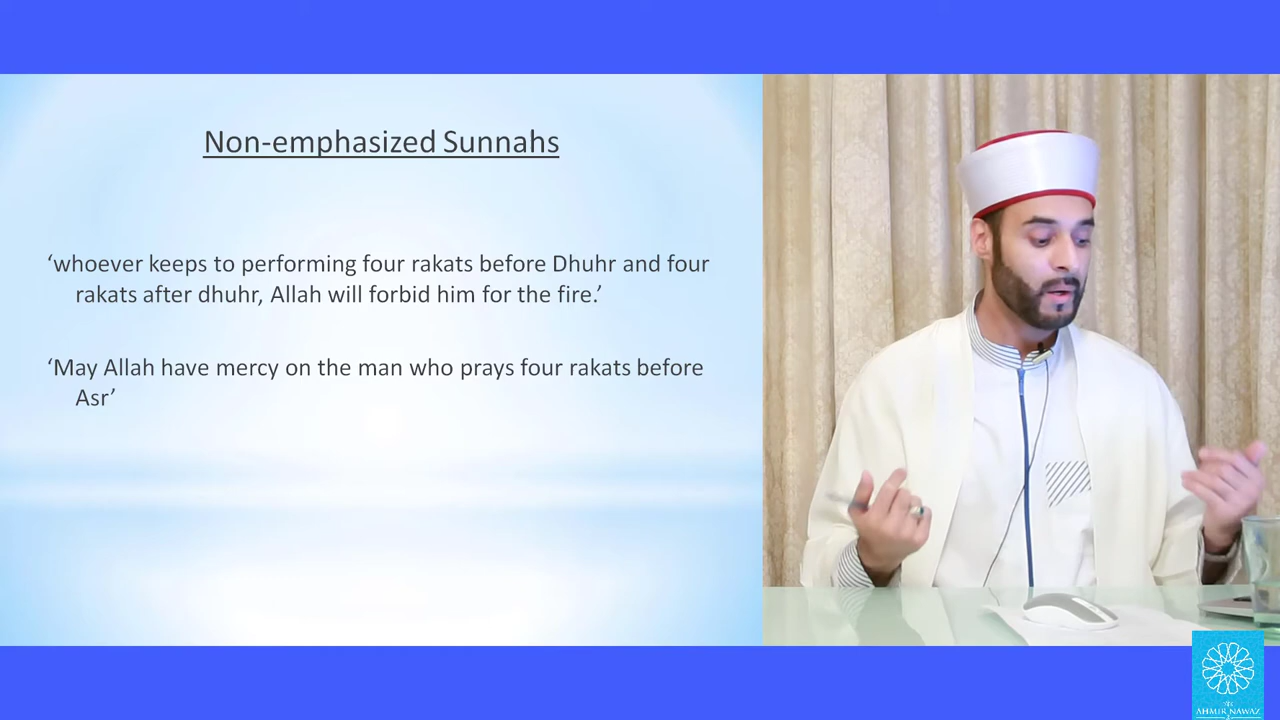 Non-emphasized Sunnahs
‘whoever keeps to performing four rakats before Dhuhr and four
rakats after dhuhr, Allah will forbid him for the fire.’
‘May Allah have mercy on the man who prays four rakats before
Asr’
AHMIR NAWAZ